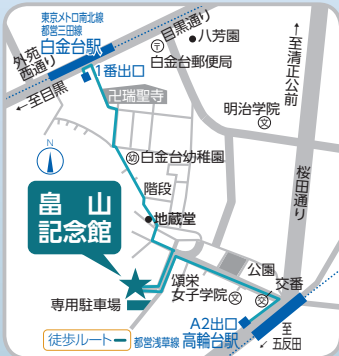 東京メトロ南北線
都営三田線
白金台駅
外苑
西通り
←至目黒
1番出口
目黒通り
八芳園
〒
白金台郵便局
↑至清正公前
卍瑞聖寺
明治学院
文
桜田通り
N
幼 白金台幼稚園
階段
地蔵堂
畠山
記念館
専用駐車場
頌栄
女子学院
文
公園
交番
文
A2出口
都営浅草線 高輪台駅
至
五反田
徒歩ルート